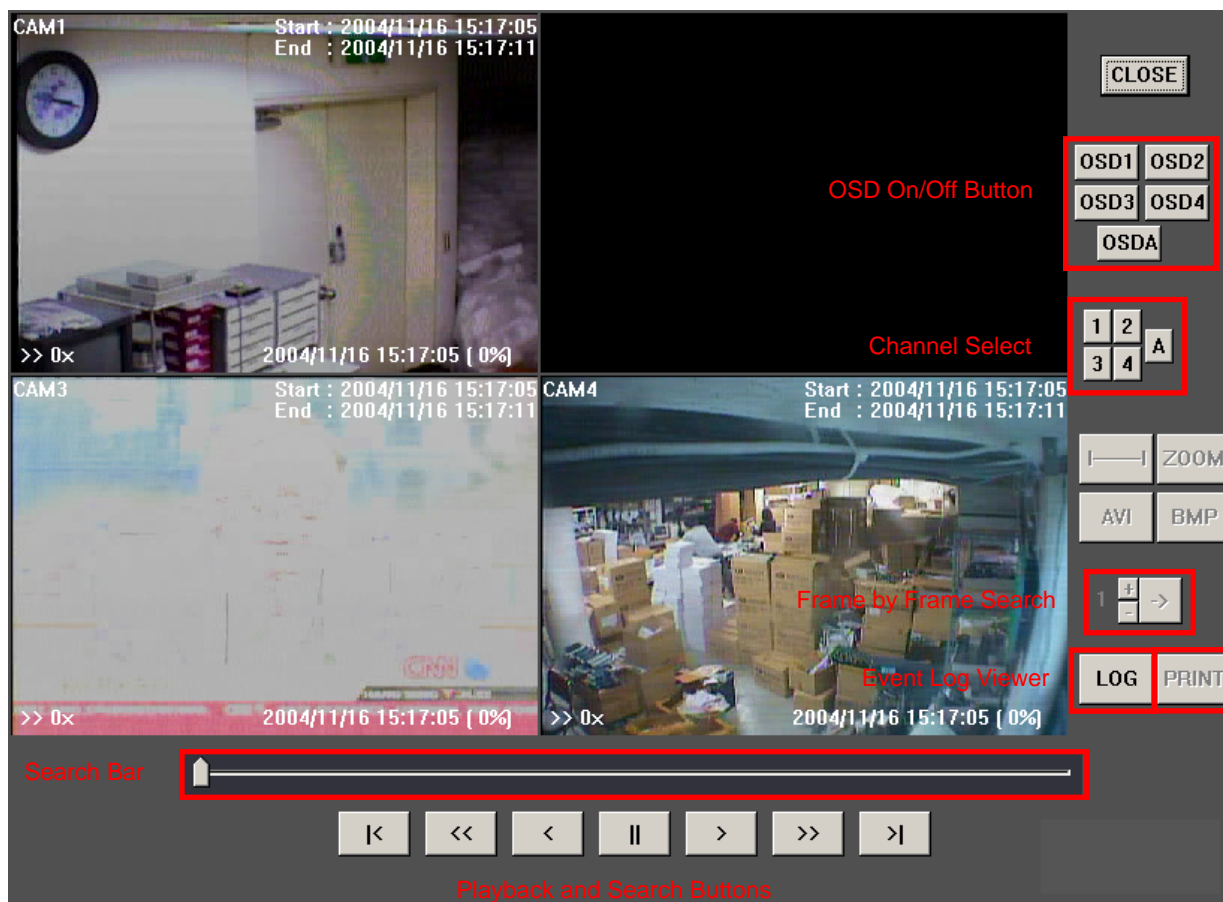 CAM1
Start : 2004/11/16 15:17:05
End : 2004/11/16 15:17:11
>> 0x
2004/11/16 15:17:05 ( 0%)
CLOSE
OSD On/Off Button
OSD1 OSD2
OSD3 OSD4
OSDA
Channel Select
1 2
A
3 4
CAM3
Start : 2004/11/16 15:17:05
End : 2004/11/16 15:17:11
CNN
>> 0x
2004/11/16 15:17:05 ( 0%)
CAM4
Start : 2004/11/16 15:17:05
End : 2004/11/16 15:17:11
>> 0x
2004/11/16 15:17:05 ( 0%)
|——| ZOOM
AVI BMP
Frame by Frame Search
1 + - ->
Event Log Viewer
LOG PRINT
Search Bar
|< << < || > >> >|
Playback and Search Buttons